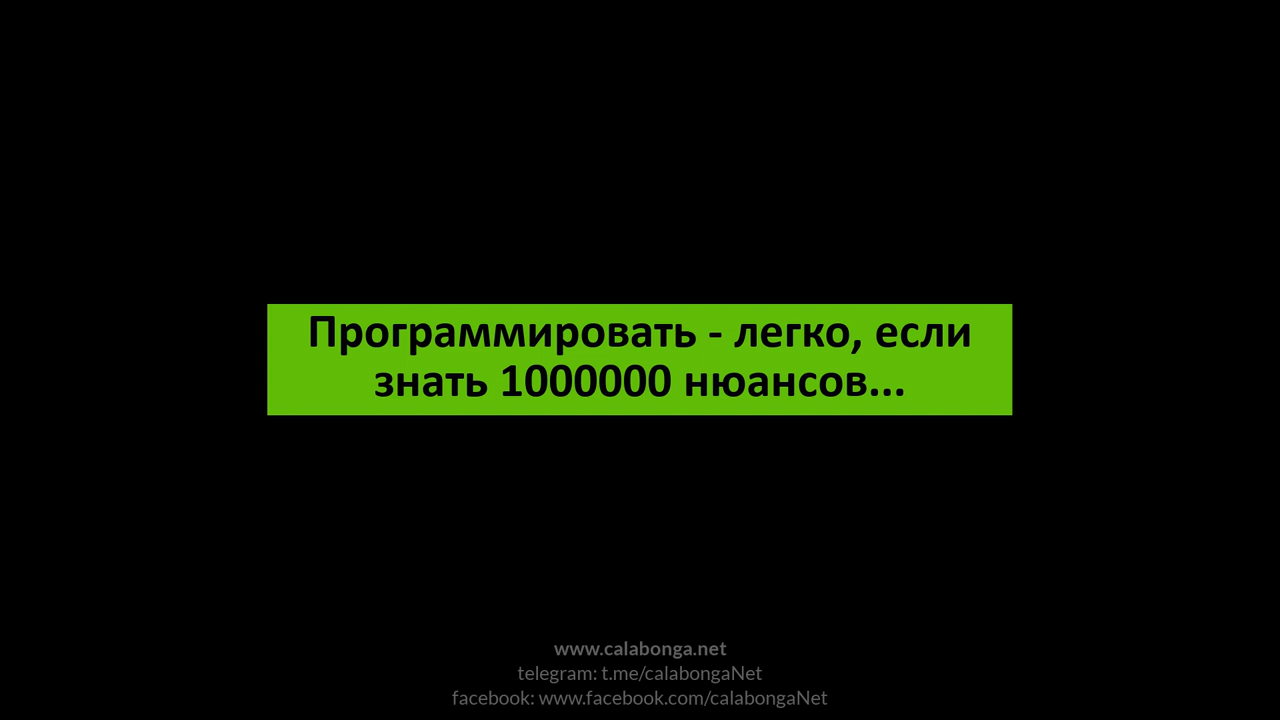 Программировать - легко, если
знать 1000000 нюансов...
www.calabonga.net
telegram: t.me/calabongaNet
facebook: www.facebook.com/calabongaNet